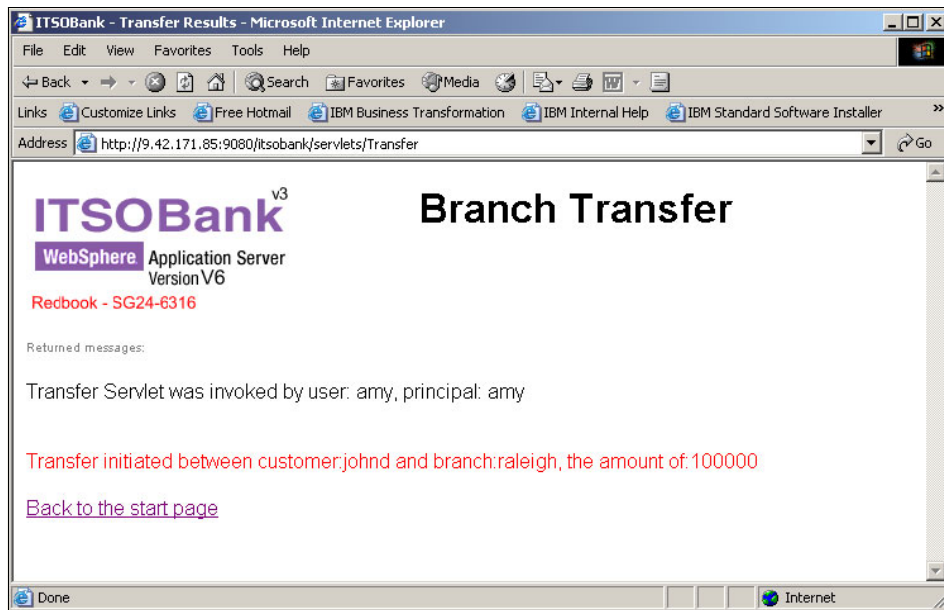 ITSOBank - Transfer Results - Microsoft Internet Explorer
File Edit View Favorites Tools Help
Back Search Favorites Media
Links Customize Links Free Hotmail IBM Business Transformation IBM Internal Help IBM Standard Software Installer »
Address http://9.42.171.85:9080/itsobank/servlets/Transfer Go
ITSOBank v3
Branch Transfer
WebSphere. Application Server
Version V6
Redbook - SG24-6316
Returned messages:
Transfer Servlet was invoked by user: amy, principal: amy
Transfer initiated between customer:johnd and branch:raleigh, the amount of:100000
Back to the start page
Done Internet